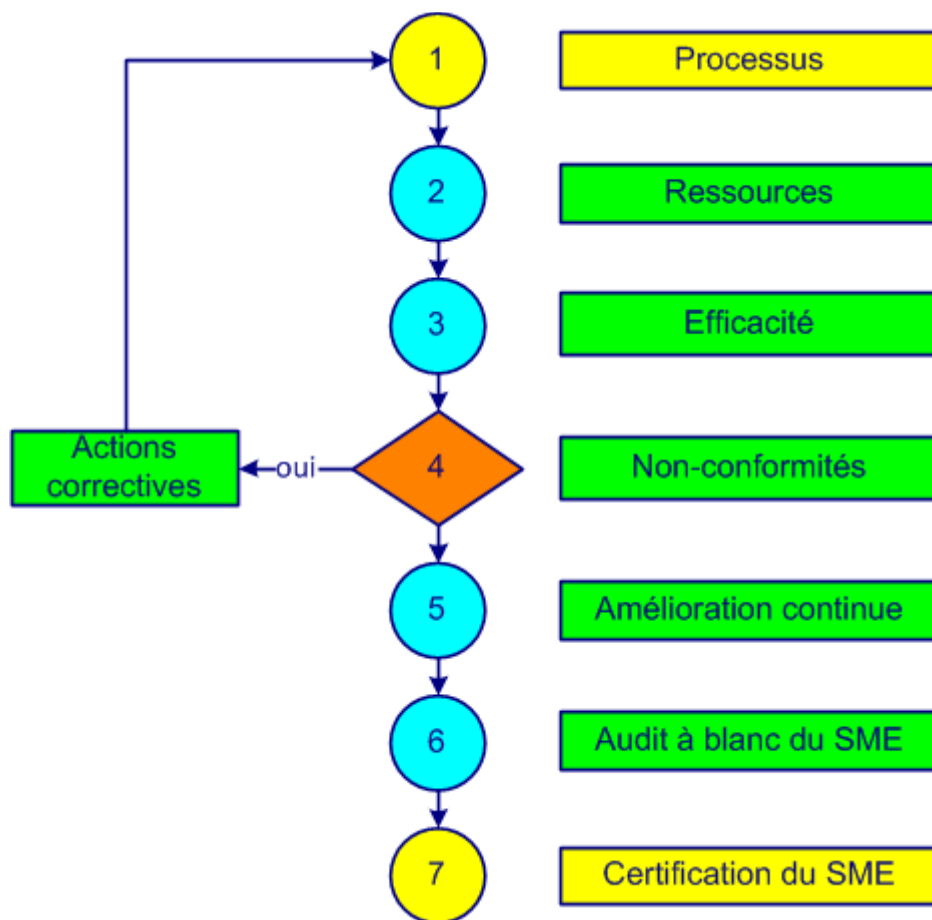 1
Processus
2
Ressources
3
Efficacité
Actions
correctives
oui
4
Non-conformités
5
Amélioration continue
6
Audit à blanc du SME
7
Certification du SME